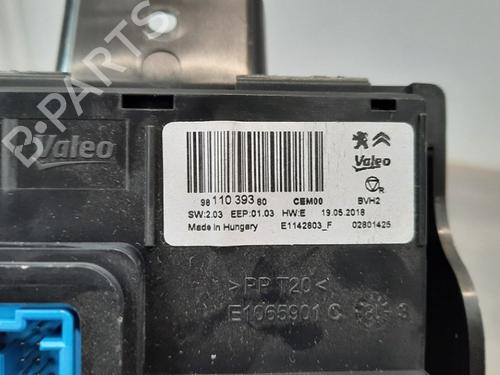 B-PARTS
Valeo
Valeo
98 110 393 80 CEM00 BVH2
SW:2.03 EEP:01.03 HW:E 19.05.2018
Made in Hungary E1142803_F 02801425
>PP T20<
E1065901 C 3